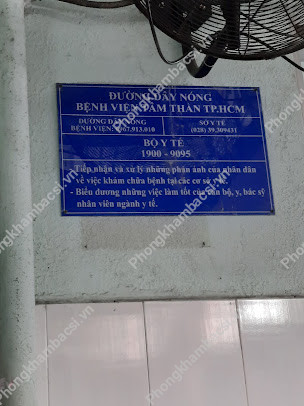 ĐƯỜNG DÂY NÓNG
BỆNH VIỆN TÂM THẦN TP.HCM
ĐƯỜNG DÂY NÓNG SỞ Y TẾ
BỆNH VIỆN: 0967.913.010 (028) 39.309431
BỘ Y TẾ
1900 - 9095
- Tiếp nhận và xử lý những phản ánh của nhân dân
về việc khám chữa bệnh tại các cơ sở y tế.
- Biểu dương những việc làm tốt của cán bộ, y, bác sỹ
nhân viên ngành y tế.
Phongkhambacsi.vn